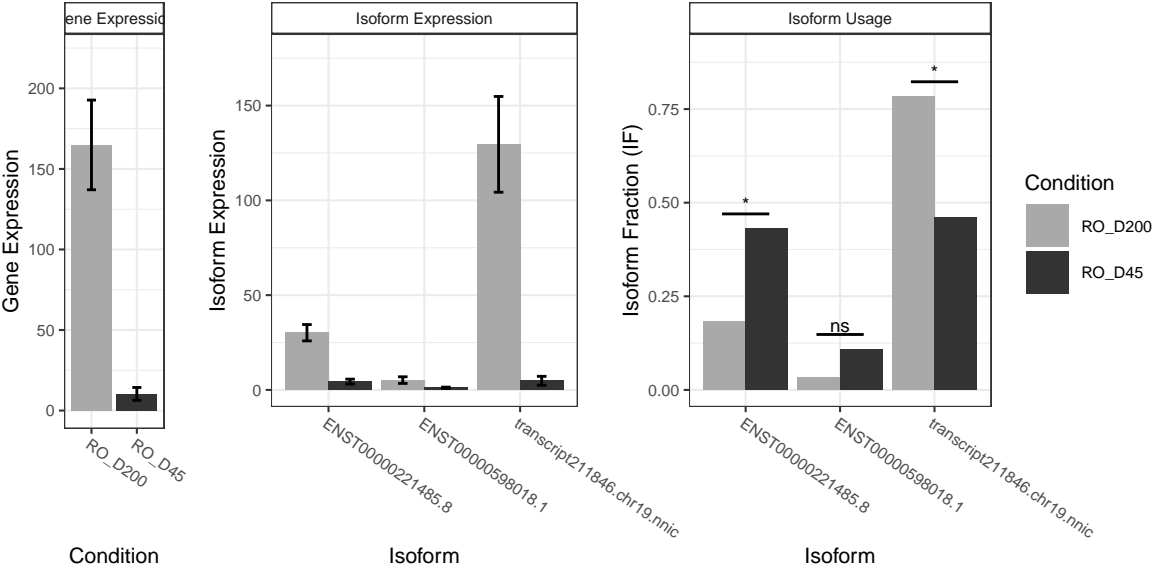 ene Expressio
Gene Expression
200
150
100
50
0
RO_D200
RO_D45
Condition
Isoform Expression
Isoform Expression
150
100
50
0
ENST00000221485.8
ENST00000598018.1
transcript211846.chr19.nnic
Isoform
Isoform Usage
Isoform Fraction (IF)
0.75
0.50
0.25
0.00
*
ns
*
ENST00000221485.8
ENST00000598018.1
transcript211846.chr19.nnic
Isoform
Condition
RO_D200
RO_D45